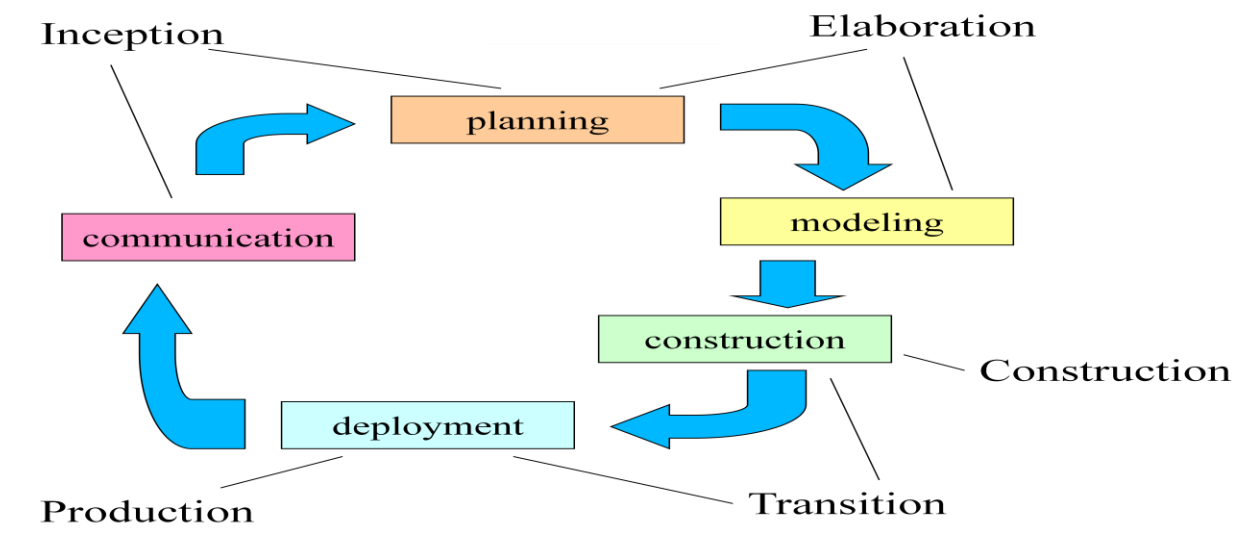 Inception
Elaboration
planning
modeling
communication
construction
Construction
deployment
Production
Transition